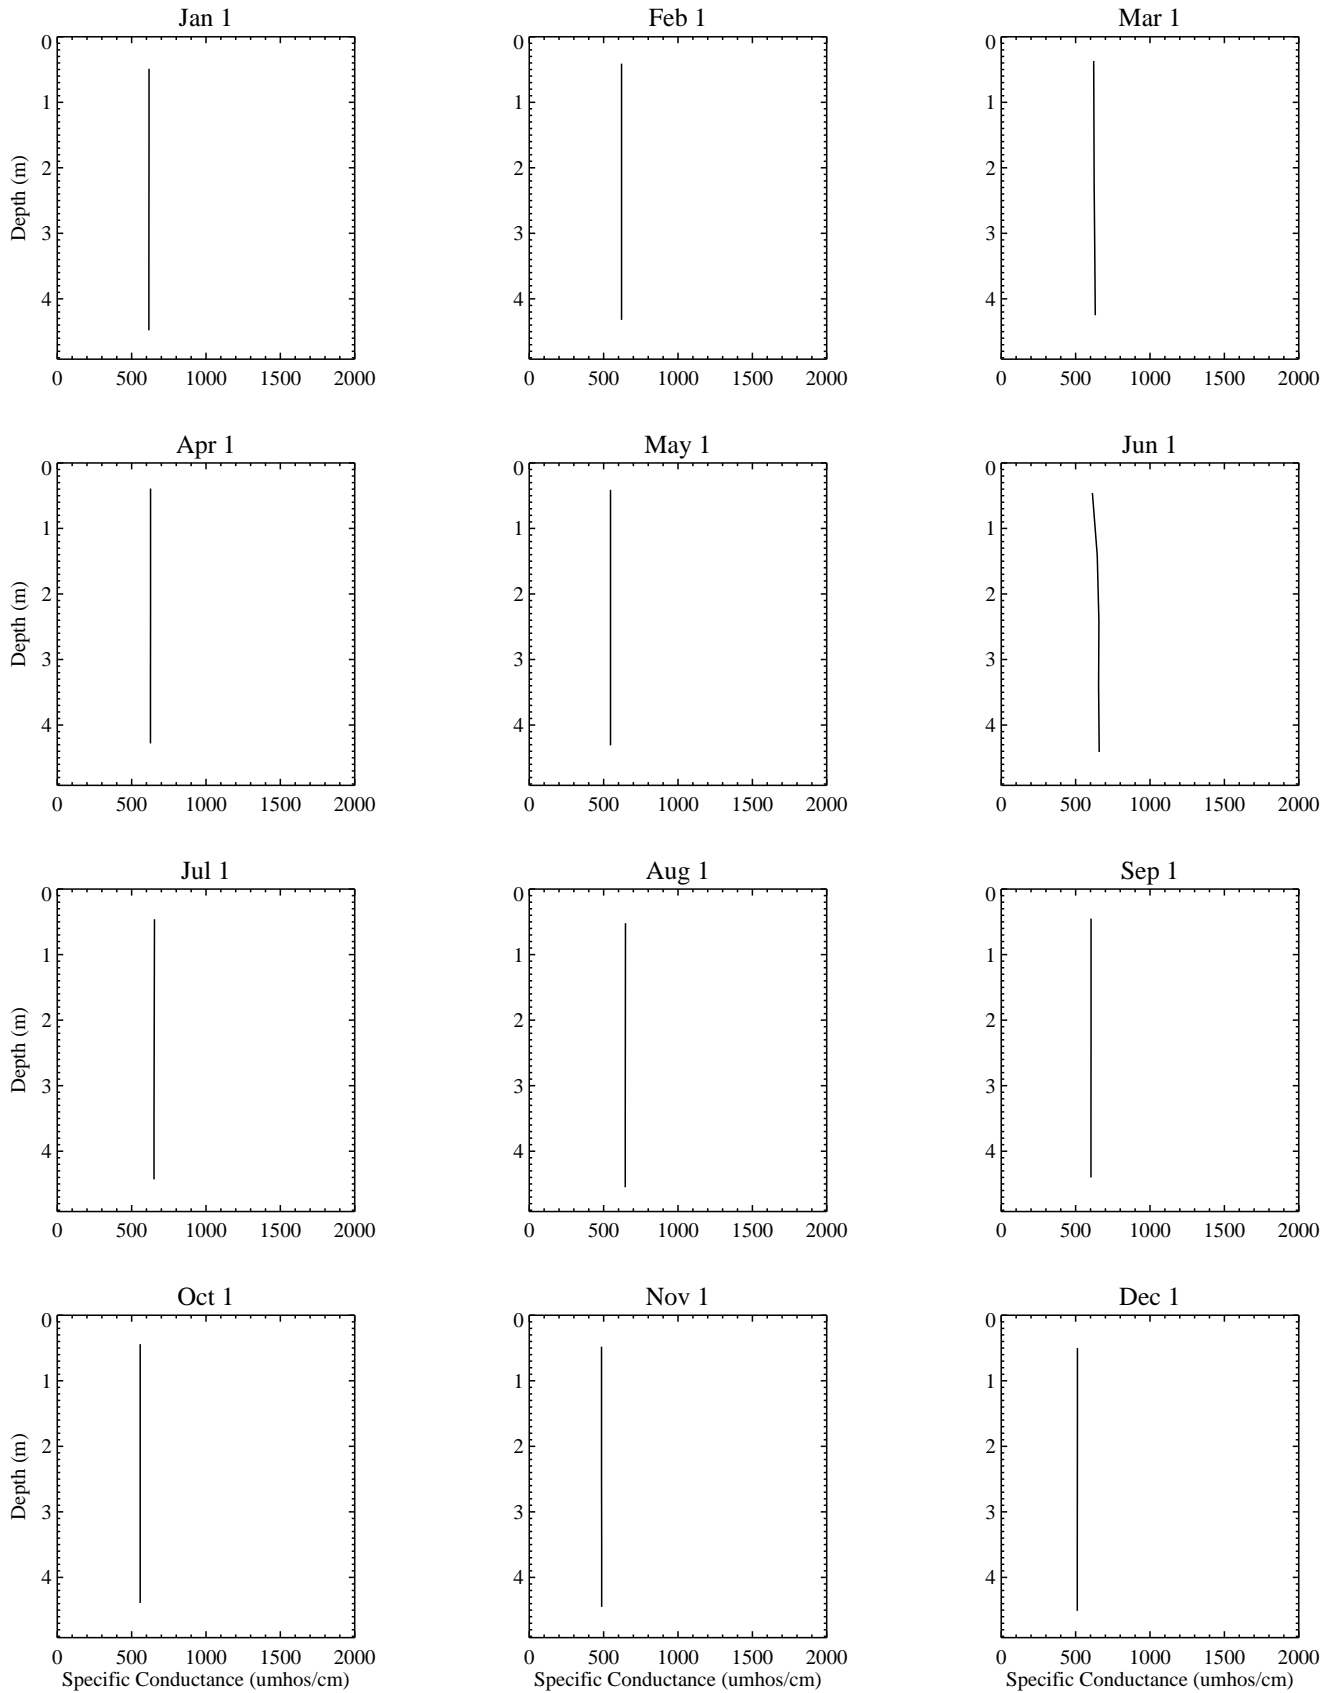 Jan 1 Feb 1 Mar 1
0 0 0
1 1 1
2 2 2
Depth (m)
3 3 3
4 4 4
0 500 1000 1500 2000 0 500 1000 1500 2000 0 500 1000 1500 2000
Apr 1 May 1 Jun 1
0 0 0
1 1 1
2 2 2
Depth (m)
3 3 3
4 4 4
0 500 1000 1500 2000 0 500 1000 1500 2000 0 500 1000 1500 2000
Jul 1 Aug 1 Sep 1
0 0 0
1 1 1
2 2 2
Depth (m)
3 3 3
4 4 4
0 500 1000 1500 2000 0 500 1000 1500 2000 0 500 1000 1500 2000
Oct 1 Nov 1 Dec 1
0 0 0
1 1 1
2 2 2
Depth (m)
3 3 3
4 4 4
0 500 1000 1500 2000 0 500 1000 1500 2000 0 500 1000 1500 2000
Specific Conductance (umhos/cm) Specific Conductance (umhos/cm) Specific Conductance (umhos/cm)